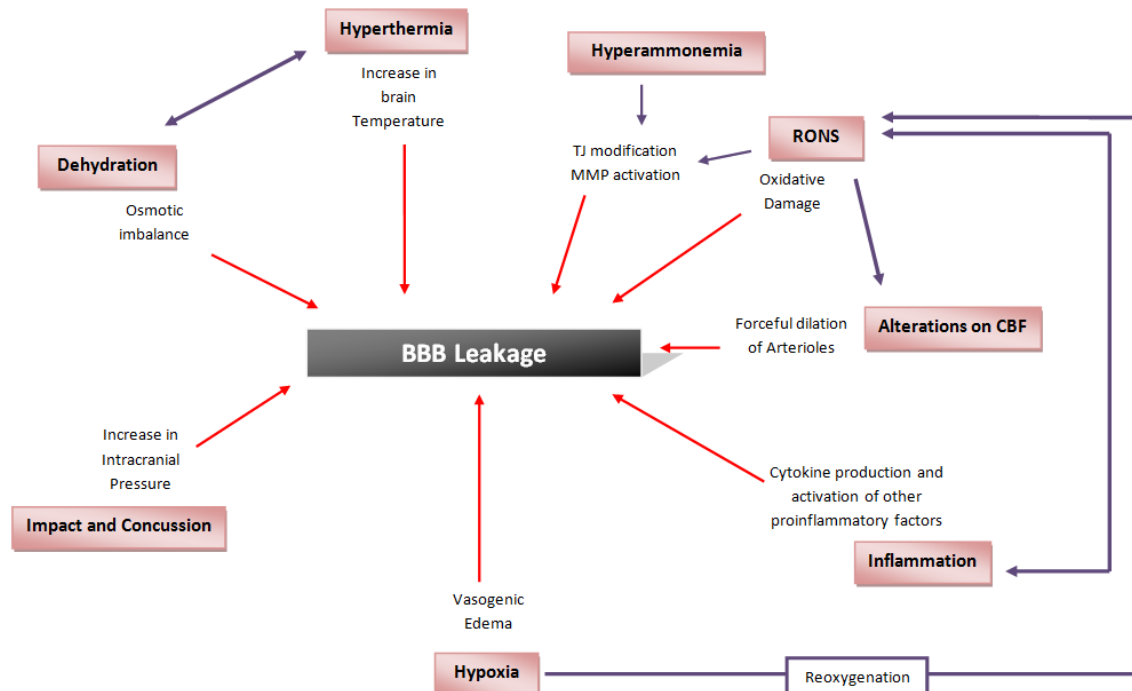 Hyperthermia
Increase in
brain
Temperature
Hyperammonemia
TJ modification
MMP activation
RONS
Oxidative
Damage
Dehydration
Osmotic
imbalance
BBB Leakage
Forceful dilation
of Arterioles
Alterations on CBF
Increase in
Intracranial
Pressure
Impact and Concussion
Cytokine production and
activation of other
proinflammatory factors
Inflammation
Vasogenic
Edema
Hypoxia
Reoxygenation